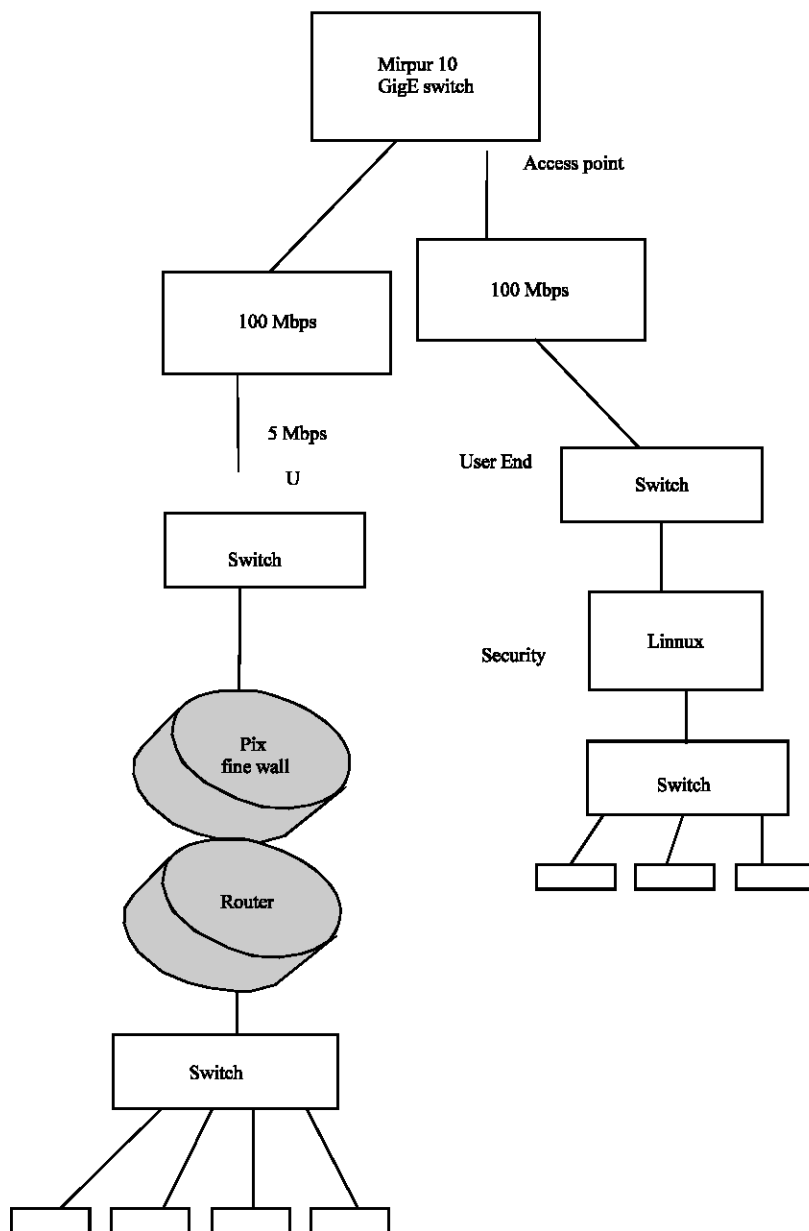 Mirpur 10
GigE switch
Access point
100 Mbps
100 Mbps
5 Mbps
User End
U
Switch
Switch
Security
Linnux
Pix
fine wall
Switch
Router
Switch